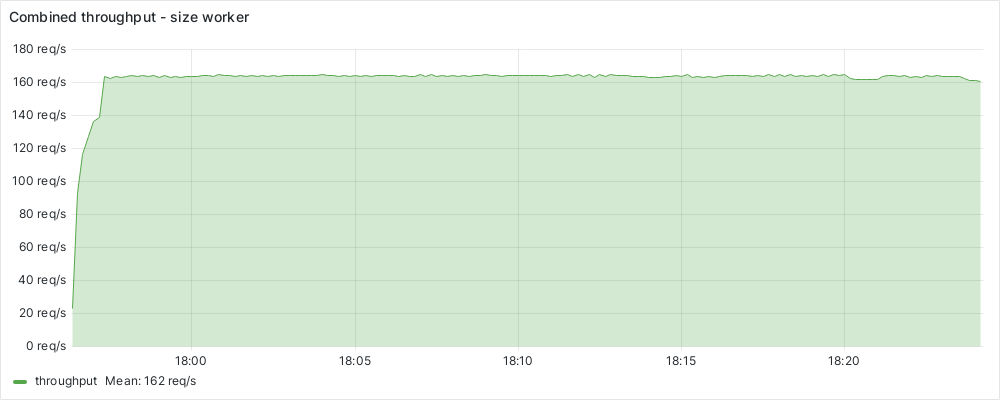 Combined throughput - size worker
180 req/s
160 req/s
140 req/s
120 req/s
100 req/s
80 req/s
60 req/s
40 req/s
20 req/s
0 req/s
18:00 18:05 18:10 18:15 18:20
throughput Mean: 162 req/s